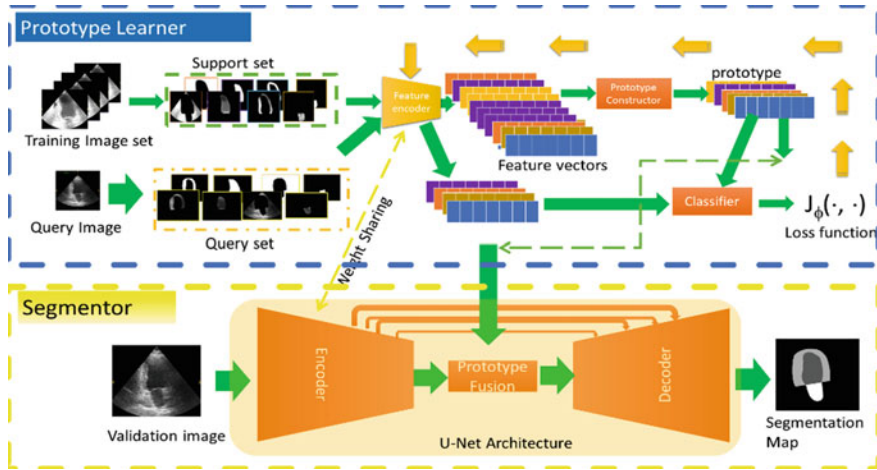 Prototype Learner
Support set
Training Image set
Feature
encoder
Prototype
Constructor
prototype
Feature vectors
Query Image
Query set
Classifier
J_ϕ(·, ·)
Loss function
Weight Sharing
Segmentor
Encoder
Prototype
Fusion
Decoder
Validation image
U-Net Architecture
Segmentation
Map